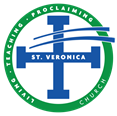 LIVING · TEACHING · PROCLAIMING
ST. VERONICA
CHURCH